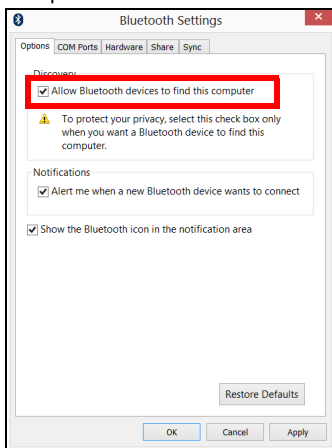 Bluetooth Settings
Options COM Ports Hardware Share Sync
Discovery
Allow Bluetooth devices to find this computer
To protect your privacy, select this check box only
when you want a Bluetooth device to find this
computer.
Notifications
Alert me when a new Bluetooth device wants to connect
Show the Bluetooth icon in the notification area
Restore Defaults
OK Cancel Apply